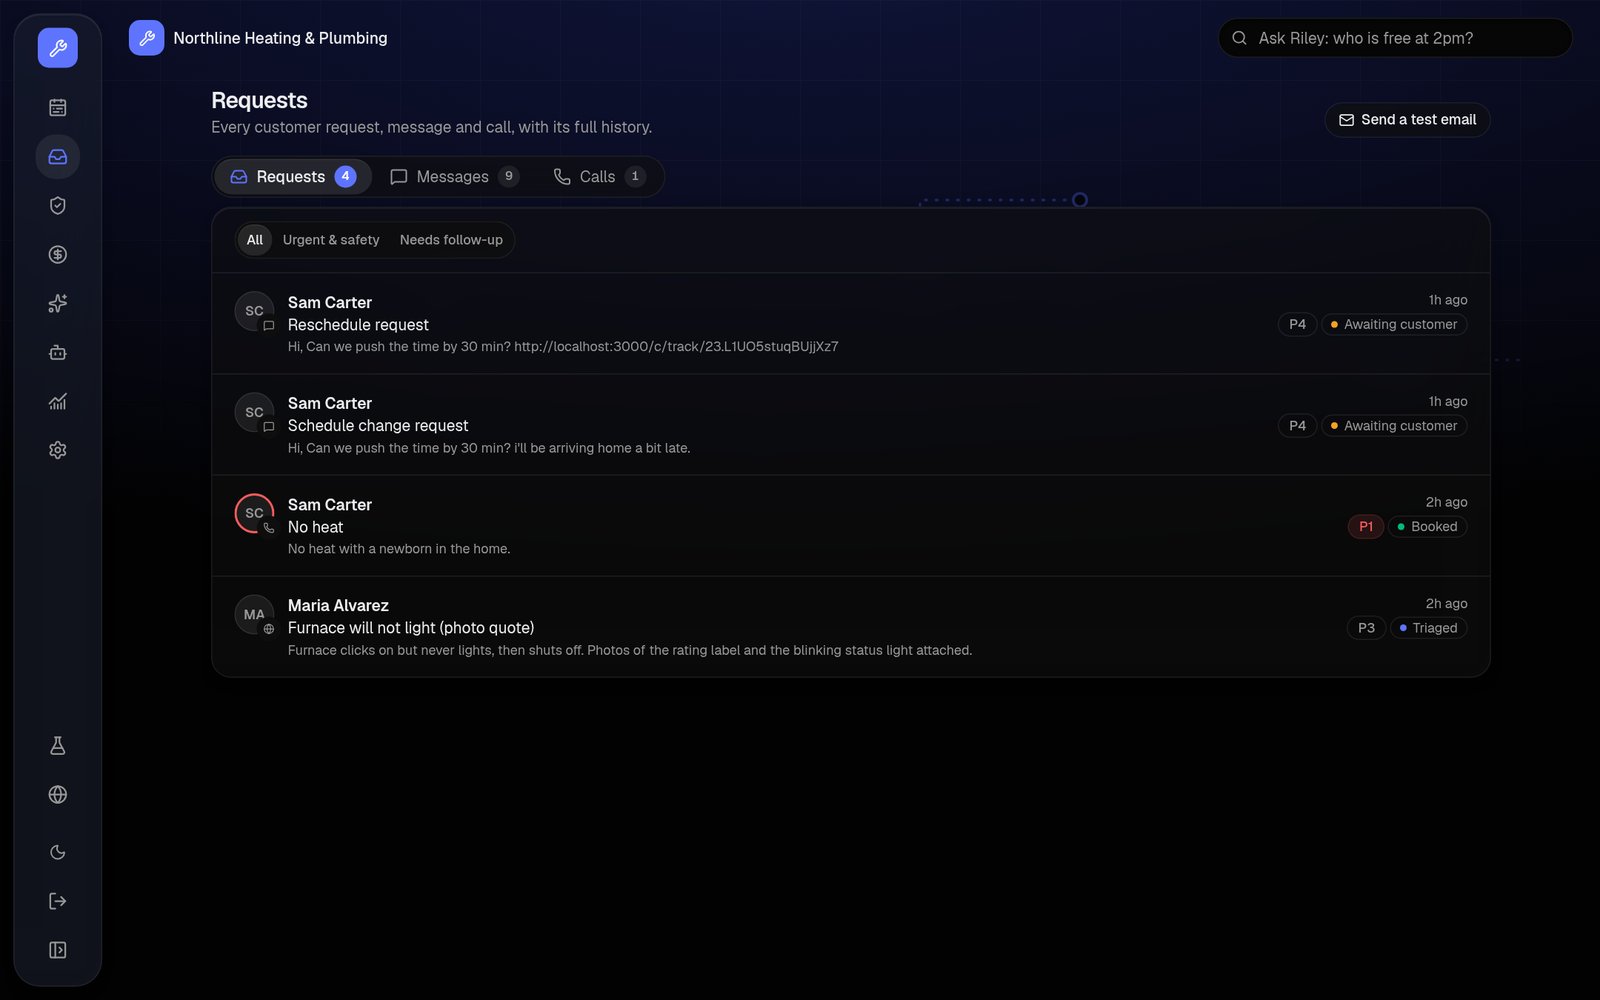 Northline Heating & Plumbing
Ask Riley: who is free at 2pm?
Requests
Every customer request, message and call, with its full history.
Send a test email
Requests 4 Messages 9 Calls 1
All Urgent & safety Needs follow-up
SC
Sam Carter
1h ago
Reschedule request
P4 Awaiting customer
Hi, Can we push the time by 30 min? http://localhost:3000/c/track/23.L1UO5stuqBUjjXz7
SC
Sam Carter
1h ago
Schedule change request
P4 Awaiting customer
Hi, Can we push the time by 30 min? i'll be arriving home a bit late.
SC
Sam Carter
2h ago
No heat
P1 Booked
No heat with a newborn in the home.
MA
Maria Alvarez
2h ago
Furnace will not light (photo quote)
P3 Triaged
Furnace clicks on but never lights, then shuts off. Photos of the rating label and the blinking status light attached.